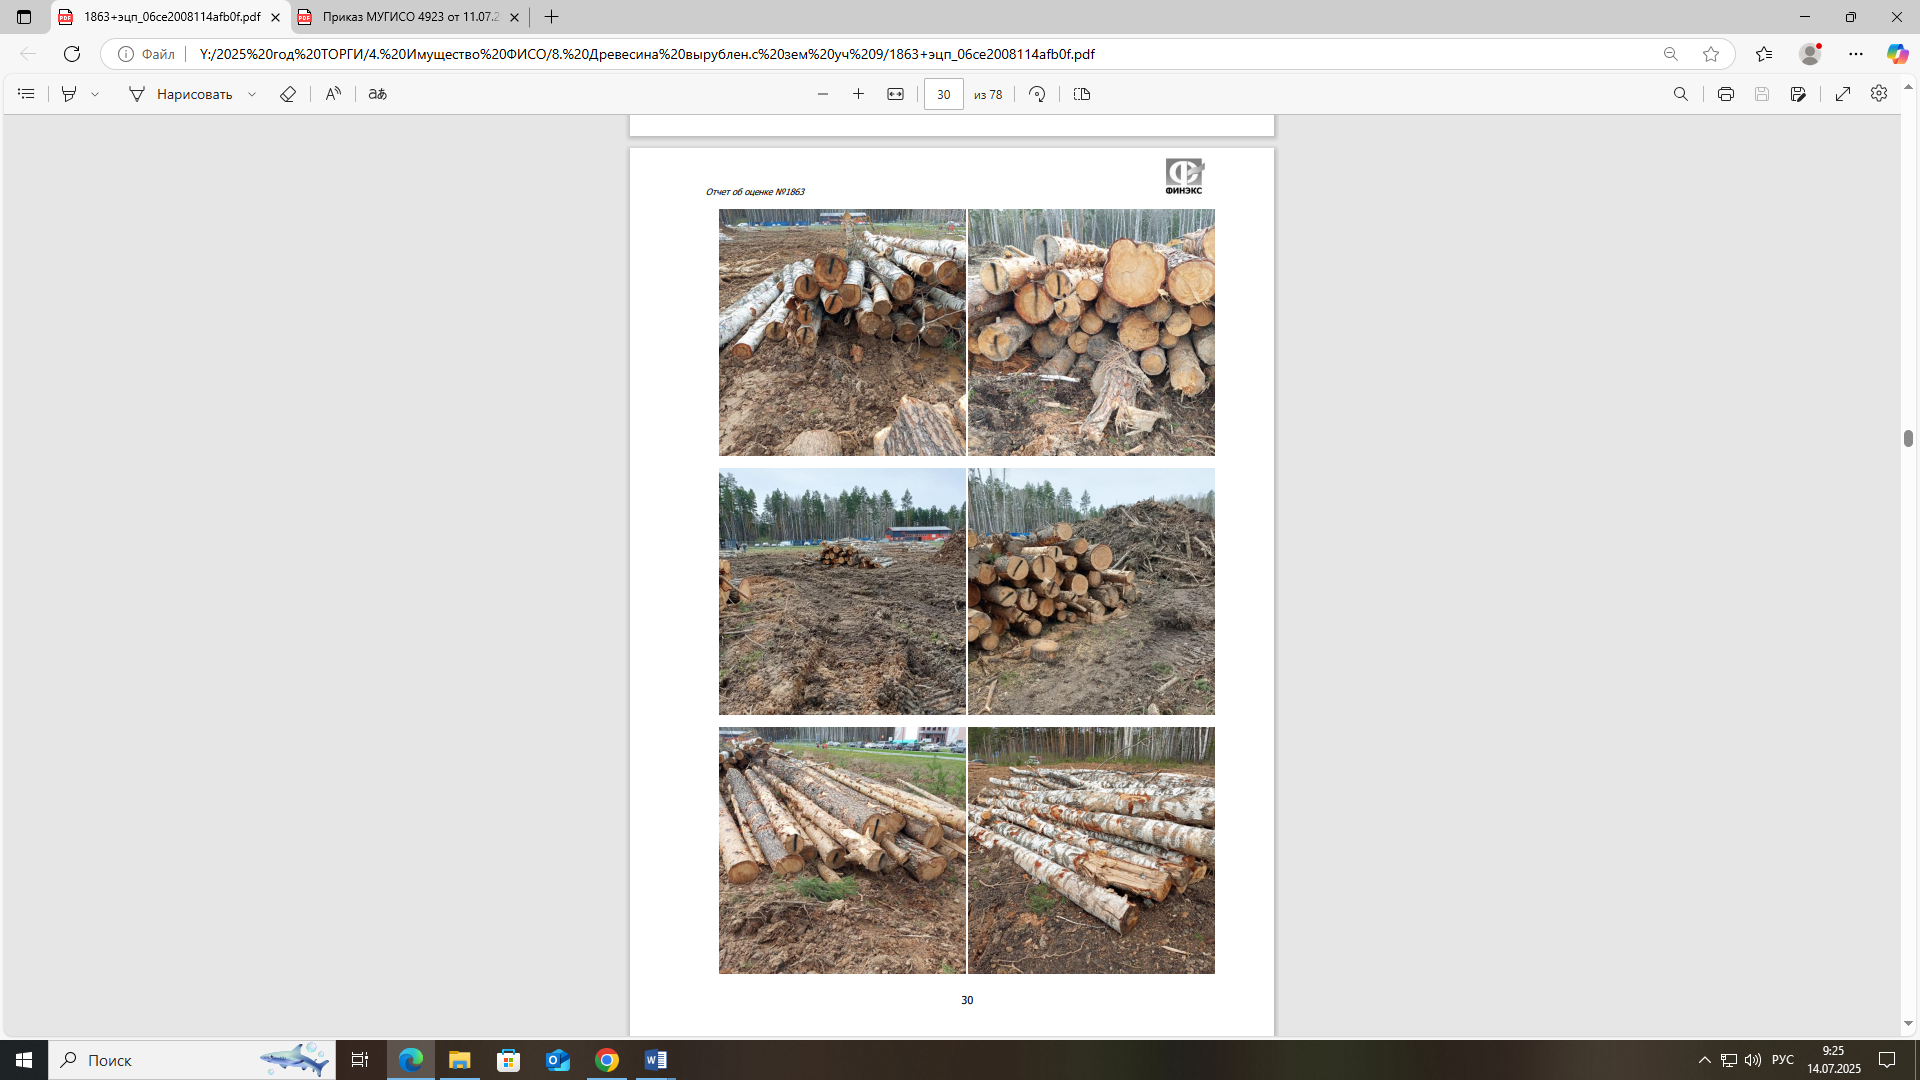 1863+эцп_06ce2008114afb0f.pdf
Приказ МУГИСО 4923 от 11.07.2
Файл
Y:/2025%20год%20ТОРГИ/4.%20Имущество%20ФИСО/8.%20Древесина%20вырублен.с%20зем%20уч%209/1863+эцп_06ce2008114afb0f.pdf
Нарисовать
аあ
30
из 78
Отчет об оценке №1863
ФИНЭКС
30
Поиск
РУС
9:25
14.07.2025